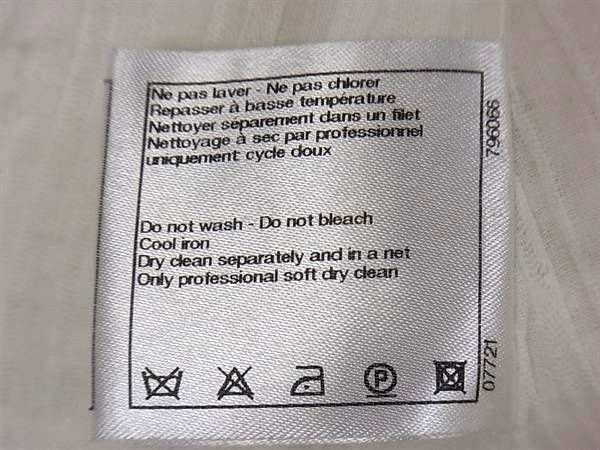 Ne pas laver - Ne pas chlorer
Repasser à basse température
Nettoyer séparement dans un filet
Nettoyage à sec par professionnel
uniquement cycle doux
Do not wash - Do not bleach
Cool iron
Dry clean separately and in a net
Only professional soft dry clean
P
796066
07721